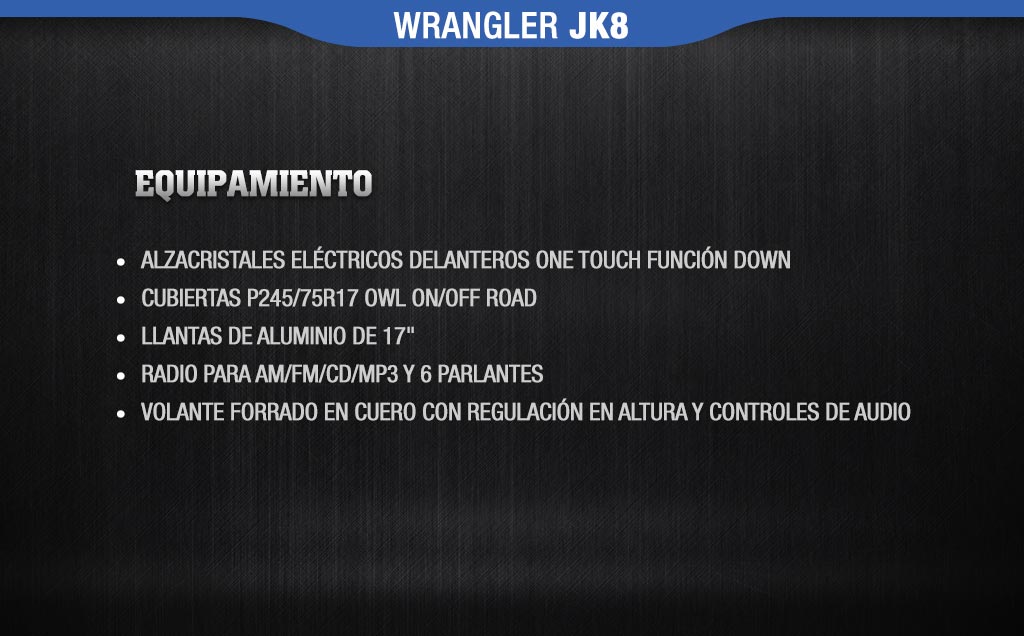 WRANGLER JK8
EQUIPAMIENTO
• ALZACRISTALES ELÉCTRICOS DELANTEROS ONE TOUCH FUNCIÓN DOWN
• CUBIERTAS P245/75R17 OWL ON/OFF ROAD
• LLANTAS DE ALUMINIO DE 17"
• RADIO PARA AM/FM/CD/MP3 Y 6 PARLANTES
• VOLANTE FORRADO EN CUERO CON REGULACIÓN EN ALTURA Y CONTROLES DE AUDIO